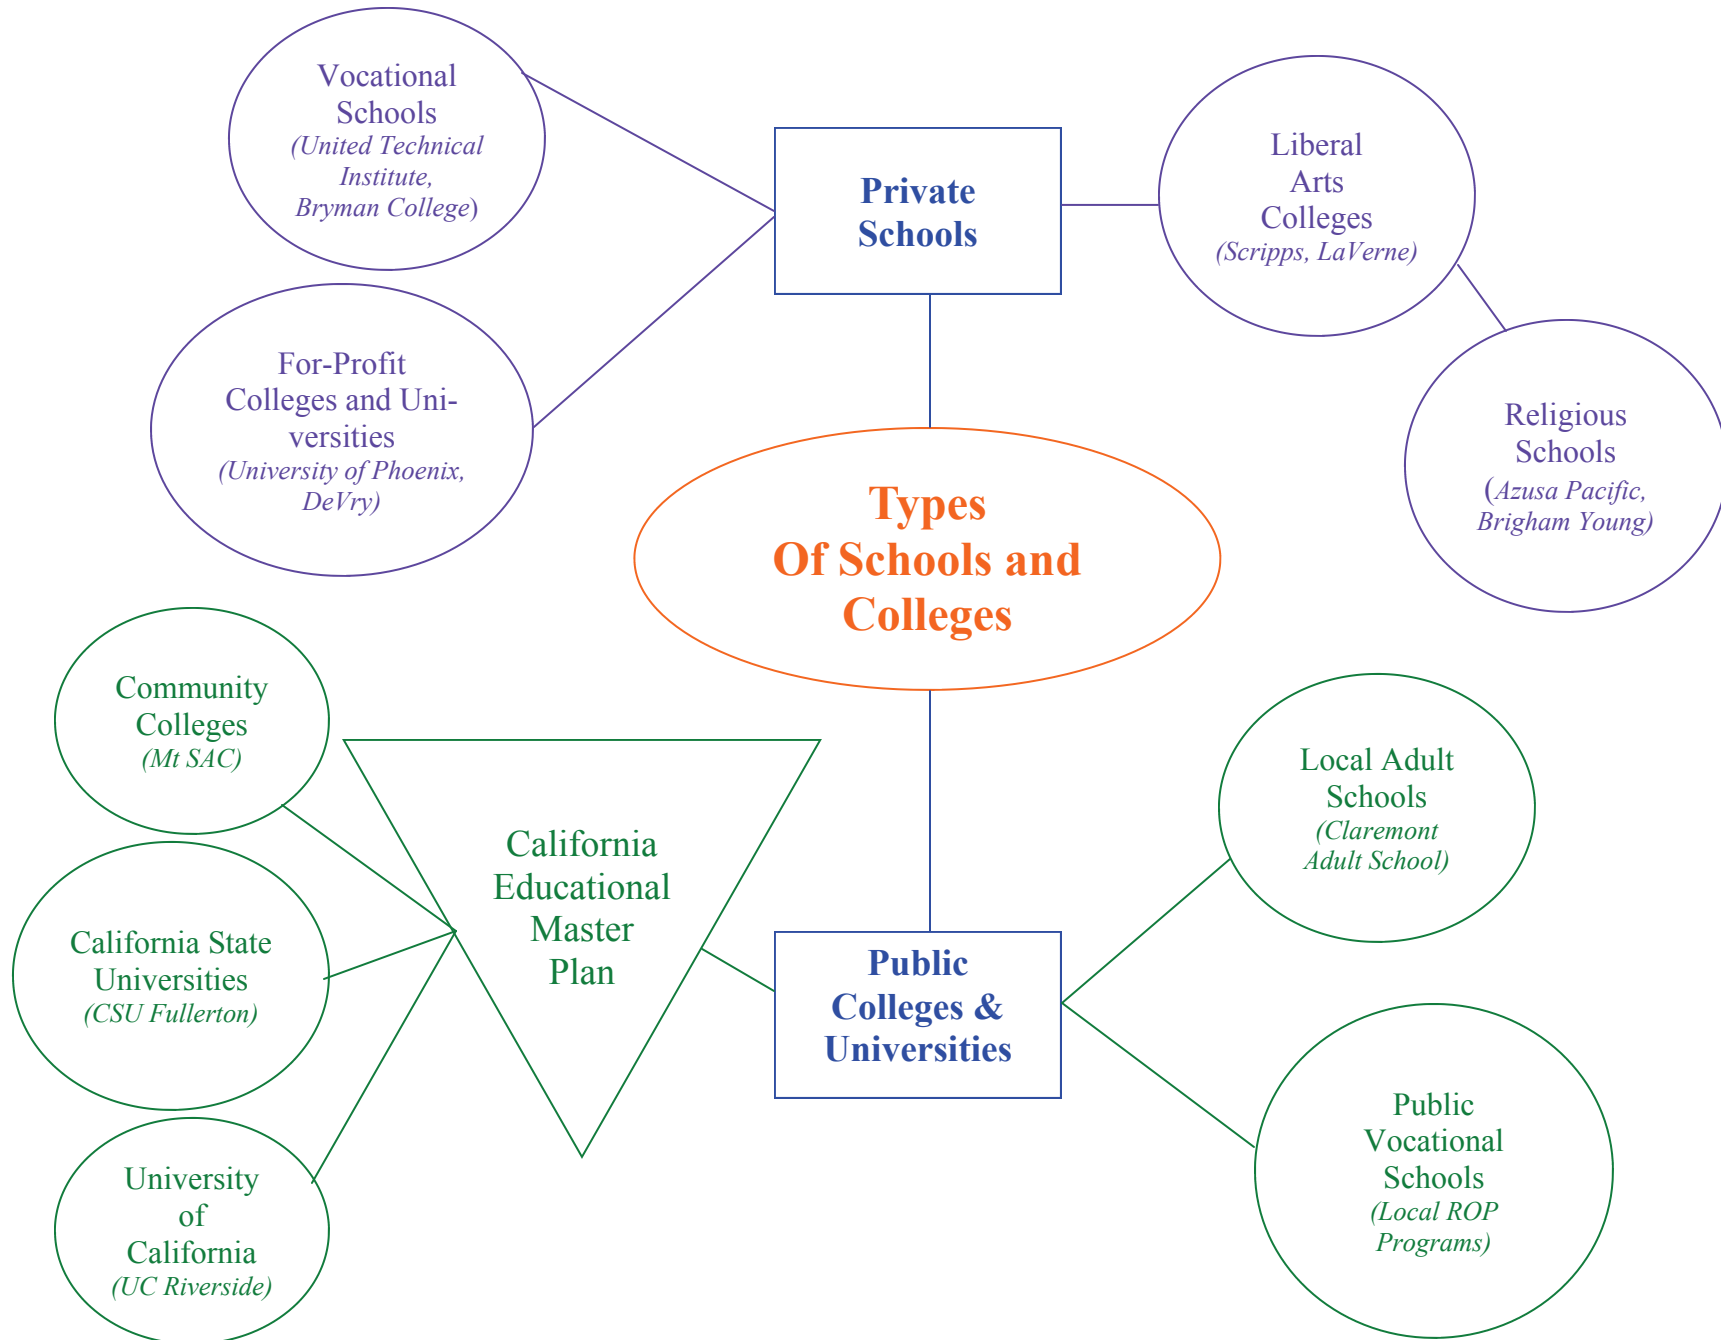 Vocational
Schools
(United Technical
Institute,
Bryman College)
Private
Schools
Liberal
Arts
Colleges
(Scripps, LaVerne)
For-Profit
Colleges and Uni-
versities
(University of Phoenix,
DeVry)
Religious
Schools
(Azusa Pacific,
Brigham Young)
Types
Of Schools and
Colleges
Community
Colleges
(Mt SAC)
California
Educational
Master
Plan
Local Adult
Schools
(Claremont
Adult School)
California State
Universities
(CSU Fullerton)
Public
Colleges &
Universities
Public
Vocational
Schools
(Local ROP
Programs)
University
of
California
(UC Riverside)